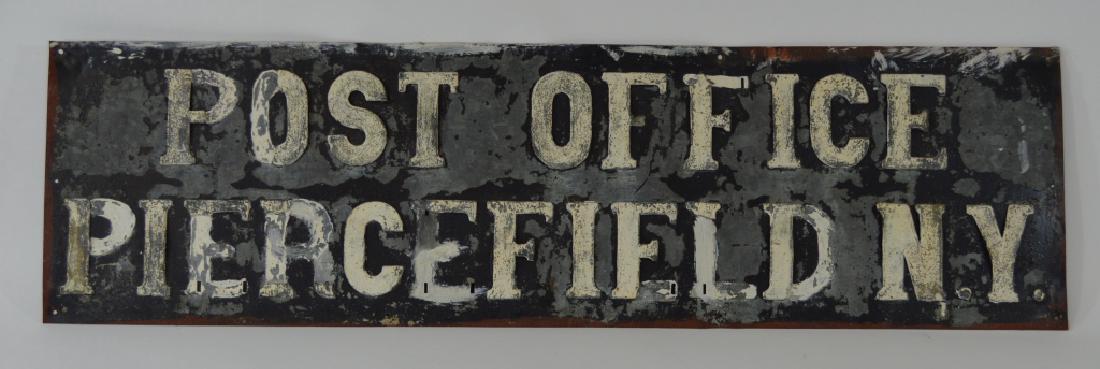 POST OFFICE
PIERCEFIELD N.Y.